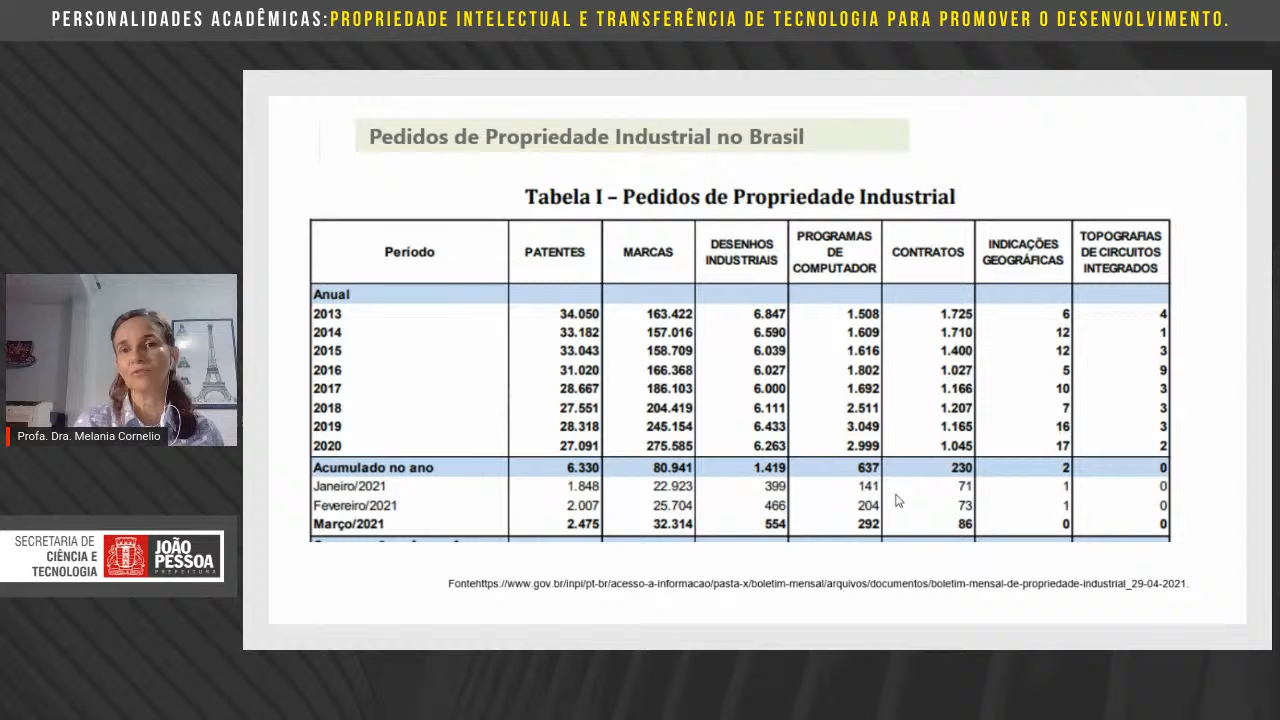 PERSONALIDADES ACADÊMICAS:PROPRIEDADE INTELECTUAL E TRANSFERÊNCIA DE TECNOLOGIA PARA PROMOVER O DESENVOLVIMENTO.
Pedidos de Propriedade Industrial no Brasil
Tabela I – Pedidos de Propriedade Industrial
Período PATENTES MARCAS DESENHOS INDUSTRIAIS PROGRAMAS DE COMPUTADOR CONTRATOS INDICAÇÕES GEOGRÁFICAS TOPOGRAFIAS DE CIRCUITOS INTEGRADOS
Anual
2013 34.050 163.422 6.847 1.508 1.725 6 4
2014 33.182 157.016 6.590 1.609 1.710 12 1
2015 33.043 158.709 6.039 1.616 1.400 12 3
2016 31.020 166.368 6.027 1.802 1.027 5 9
2017 28.667 186.103 6.000 1.692 1.166 10 3
2018 27.551 204.419 6.111 2.511 1.207 7 3
2019 28.318 245.154 6.433 3.049 1.165 16 3
2020 27.091 275.585 6.263 2.999 1.045 17 2
Acumulado no ano 6.330 80.941 1.419 637 230 2 0
Janeiro/2021 1.848 22.923 399 141 71 1 0
Fevereiro/2021 2.007 25.704 466 204 73 1 0
Março/2021 2.475 32.314 554 292 86 0 0
Fontehttps://www.gov.br/inpi/pt-br/acesso-a-informacao/pasta-x/boletim-mensal/arquivos/documentos/boletim-mensal-de-propriedade-industrial_29-04-2021.
Profa. Dra. Melania Cornelio
SECRETARIA DE
CIÊNCIA E
TECNOLOGIA
JOÃO
PESSOA
PREFEITURA